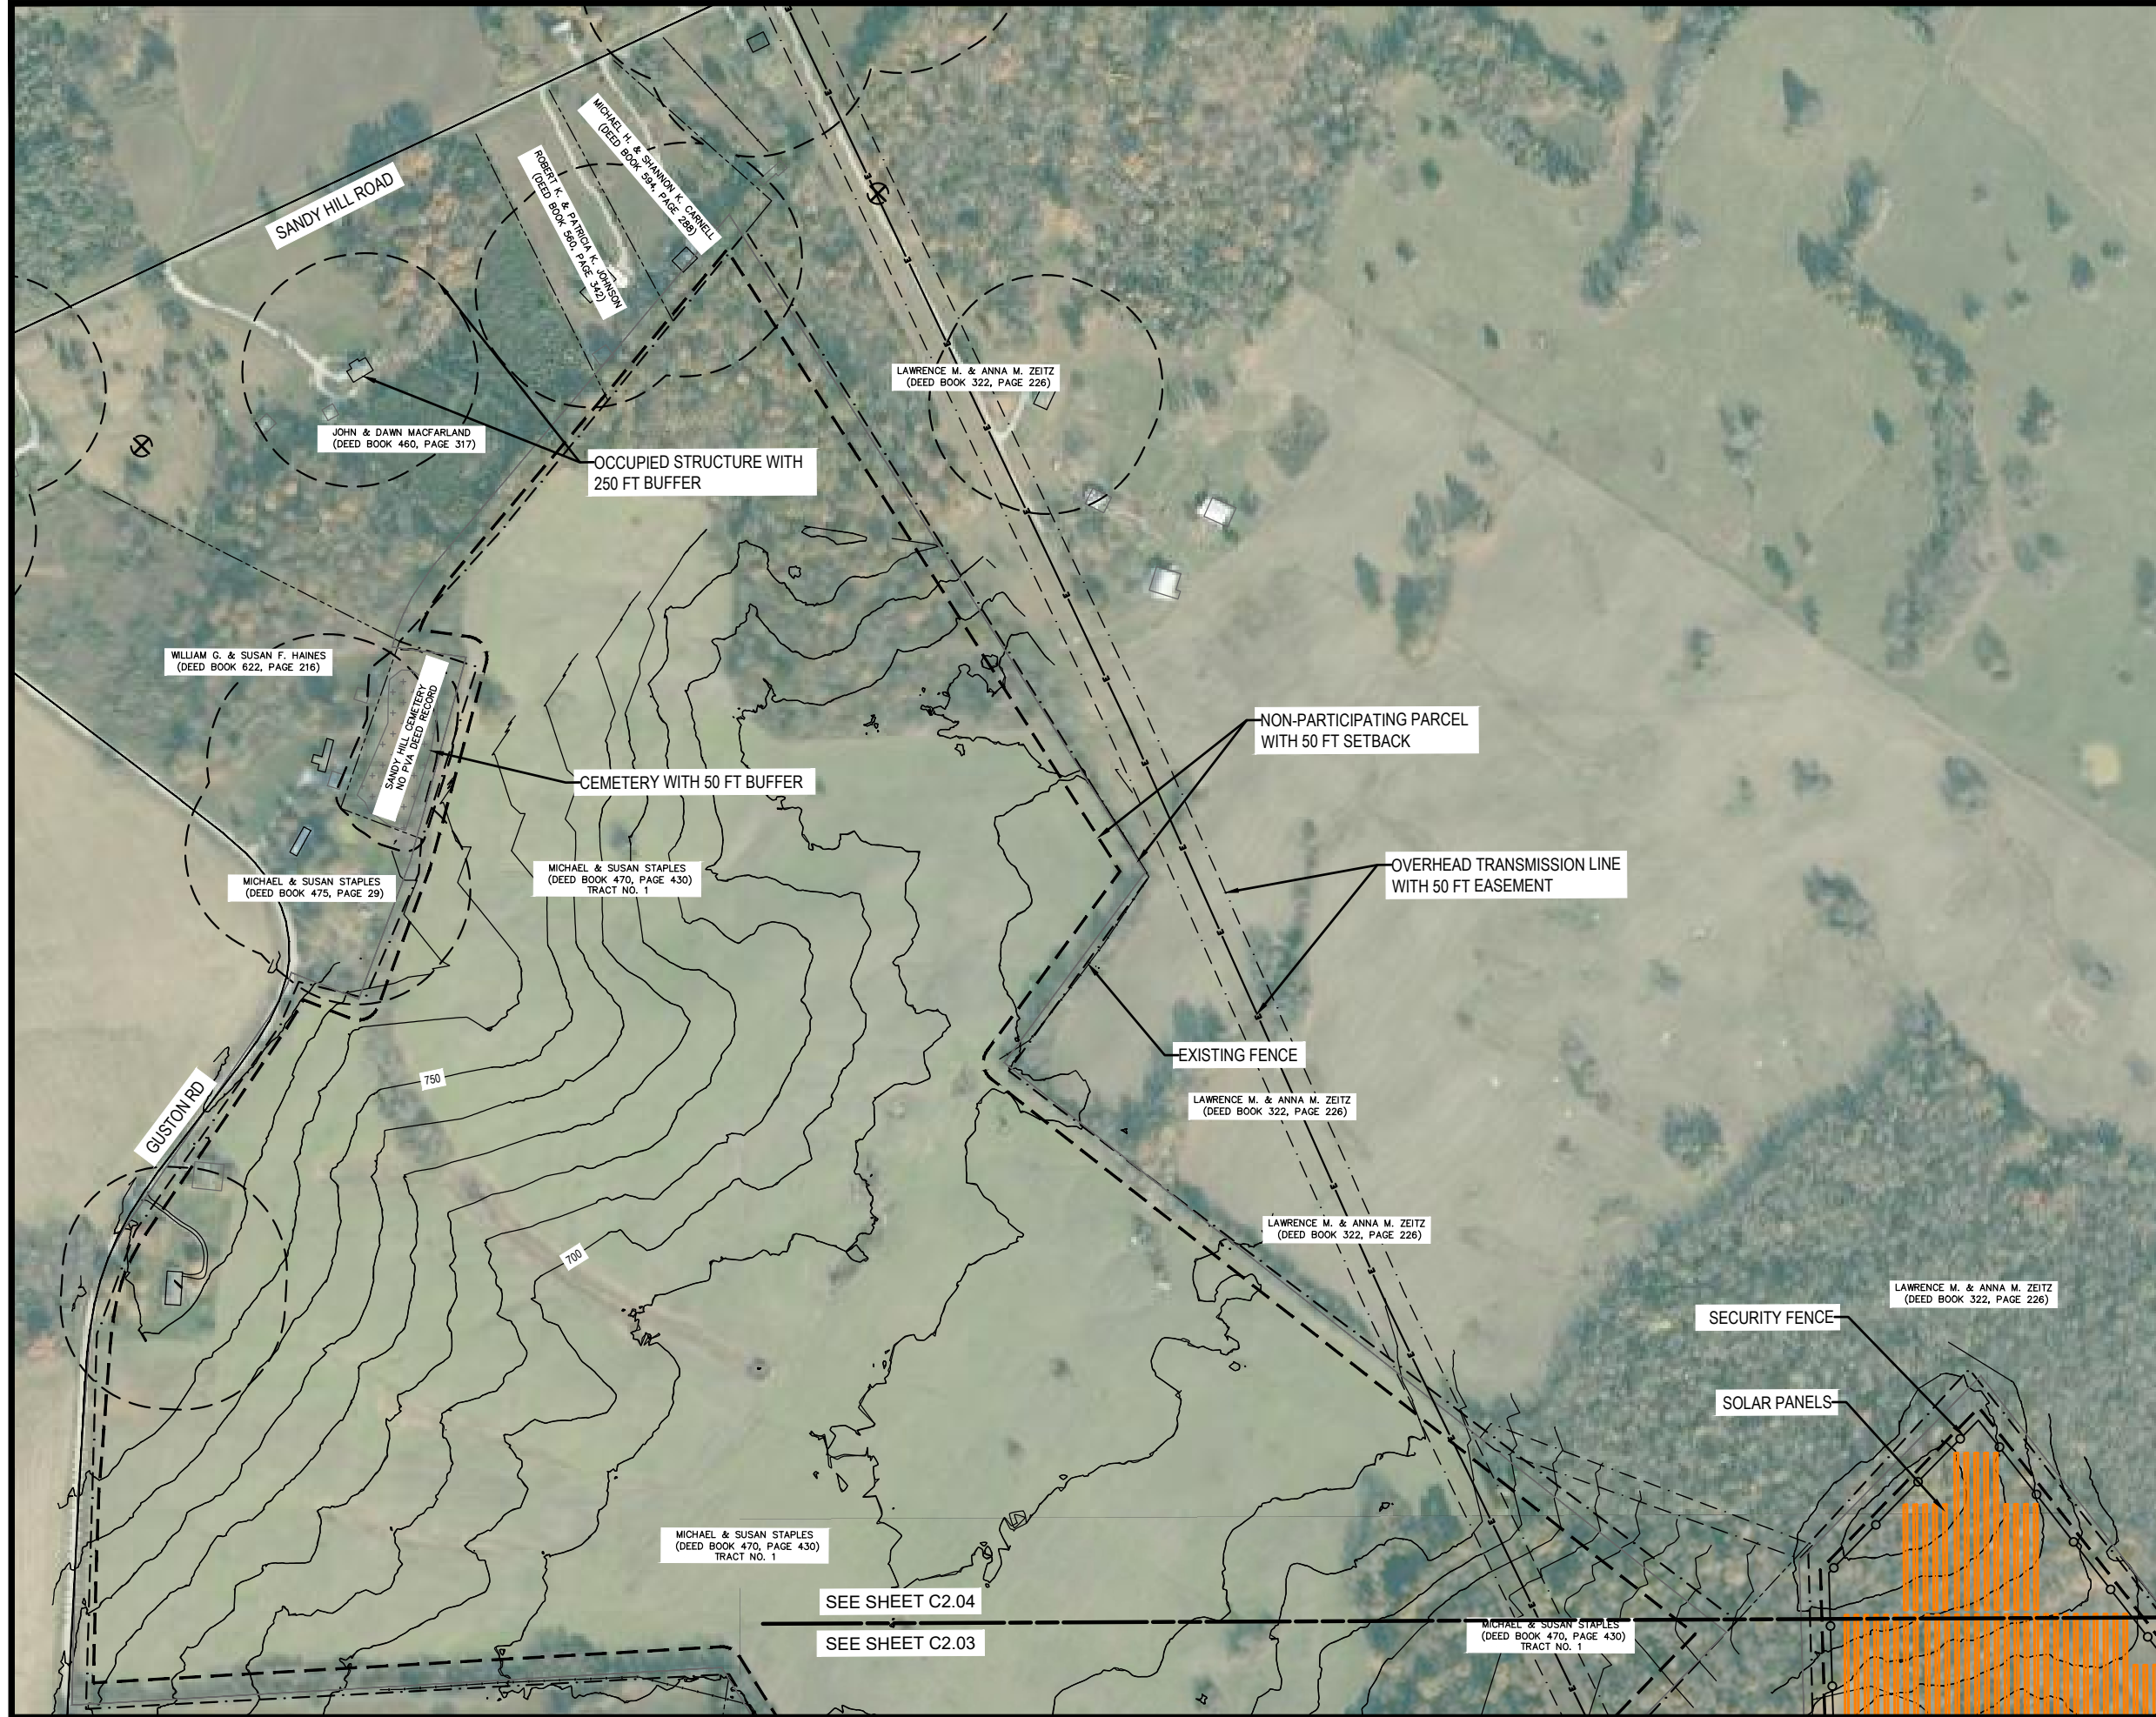 SANDY HILL ROAD
MICHAEL H. & SHANNON K. CARNELL
(DEED BOOK 594, PAGE 288)
ROBERT K. & PATRICIA K. JOHNSON
(DEED BOOK 560, PAGE 342)
LAWRENCE M. & ANNA M. ZEITZ
(DEED BOOK 322, PAGE 226)
JOHN & DAWN MACFARLAND
(DEED BOOK 460, PAGE 317)
OCCUPIED STRUCTURE WITH
250 FT BUFFER
WILLIAM G. & SUSAN F. HAINES
(DEED BOOK 622, PAGE 216)
SANDY HILL CEMETERY
NO PVA DEED RECORD
NON-PARTICIPATING PARCEL
WITH 50 FT SETBACK
CEMETERY WITH 50 FT BUFFER
OVERHEAD TRANSMISSION LINE
WITH 50 FT EASEMENT
MICHAEL & SUSAN STAPLES
(DEED BOOK 470, PAGE 430)
TRACT NO. 1
MICHAEL & SUSAN STAPLES
(DEED BOOK 475, PAGE 29)
EXISTING FENCE
750
LAWRENCE M. & ANNA M. ZEITZ
(DEED BOOK 322, PAGE 226)
GUSTON RD
LAWRENCE M. & ANNA M. ZEITZ
(DEED BOOK 322, PAGE 226)
700
LAWRENCE M. & ANNA M. ZEITZ
(DEED BOOK 322, PAGE 226)
SECURITY FENCE
SOLAR PANELS
MICHAEL & SUSAN STAPLES
(DEED BOOK 470, PAGE 430)
TRACT NO. 1
SEE SHEET C2.04
SEE SHEET C2.03
MICHAEL & SUSAN STAPLES
(DEED BOOK 470, PAGE 430)
TRACT NO. 1